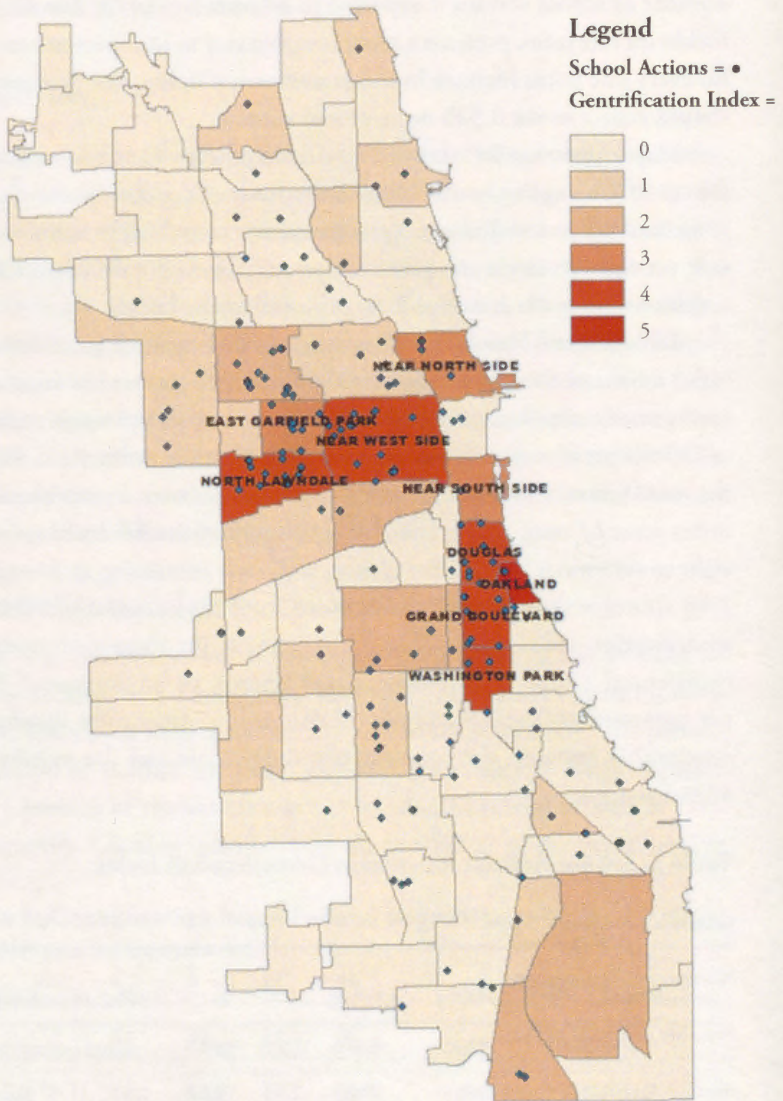 Legend
School Actions = •
Gentrification Index =
0
1
2
3
4
5
NEAR NORTH SIDE
EAST GARFIELD PARK
NEAR WEST SIDE
NORTH LAWNDALE
NEAR SOUTH SIDE
DOUGLAS
OAKLAND
GRAND BOULEVARD
WASHINGTON PARK